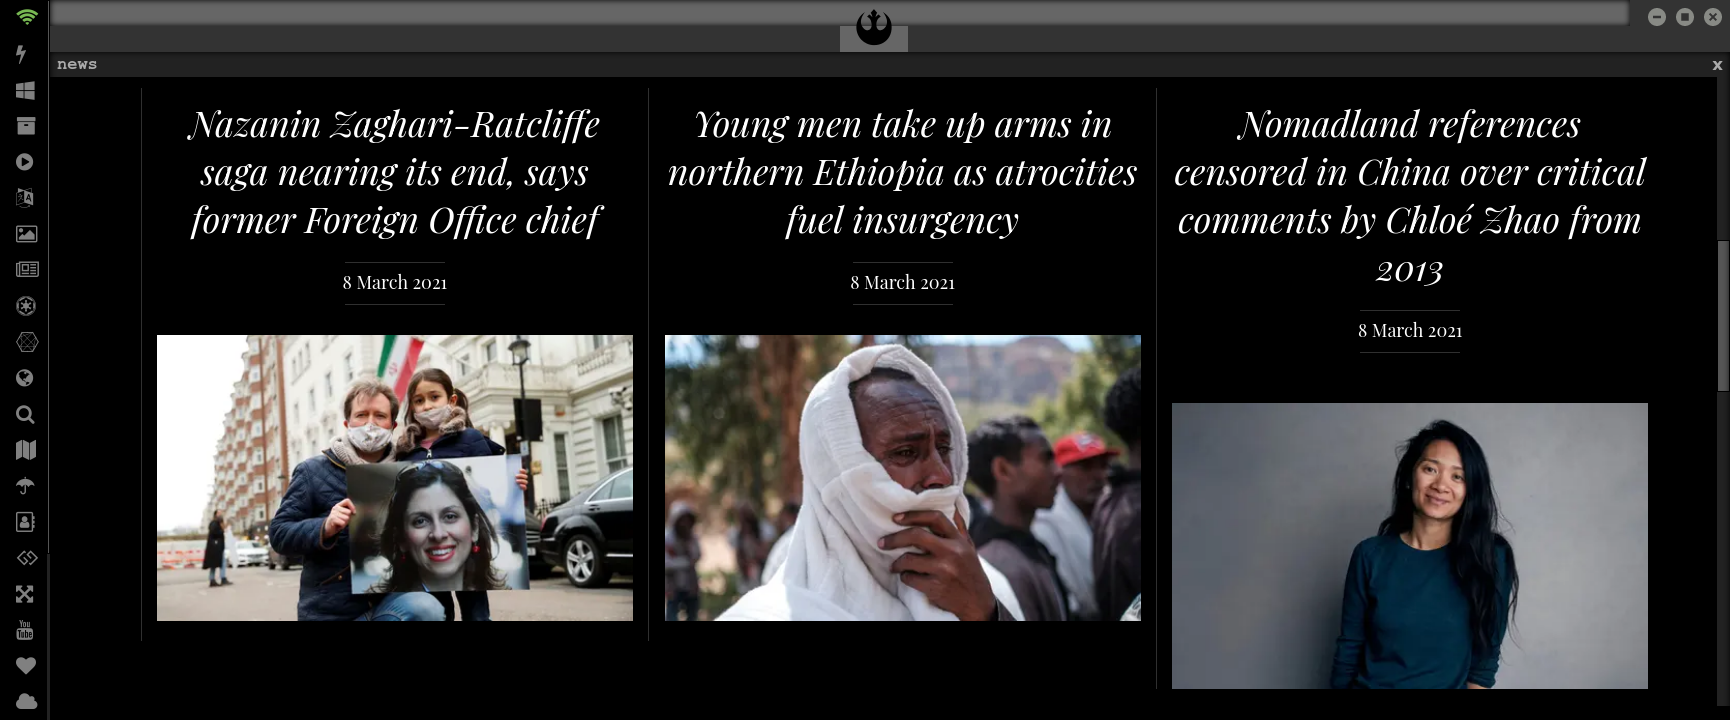 news
x
Nazanin Zaghari-Ratcliffe
saga nearing its end, says
former Foreign Office chief
8 March 2021
Young men take up arms in
northern Ethiopia as atrocities
fuel insurgency
8 March 2021
Nomadland references
censored in China over critical
comments by Chloé Zhao from
2013
8 March 2021
You
Tube